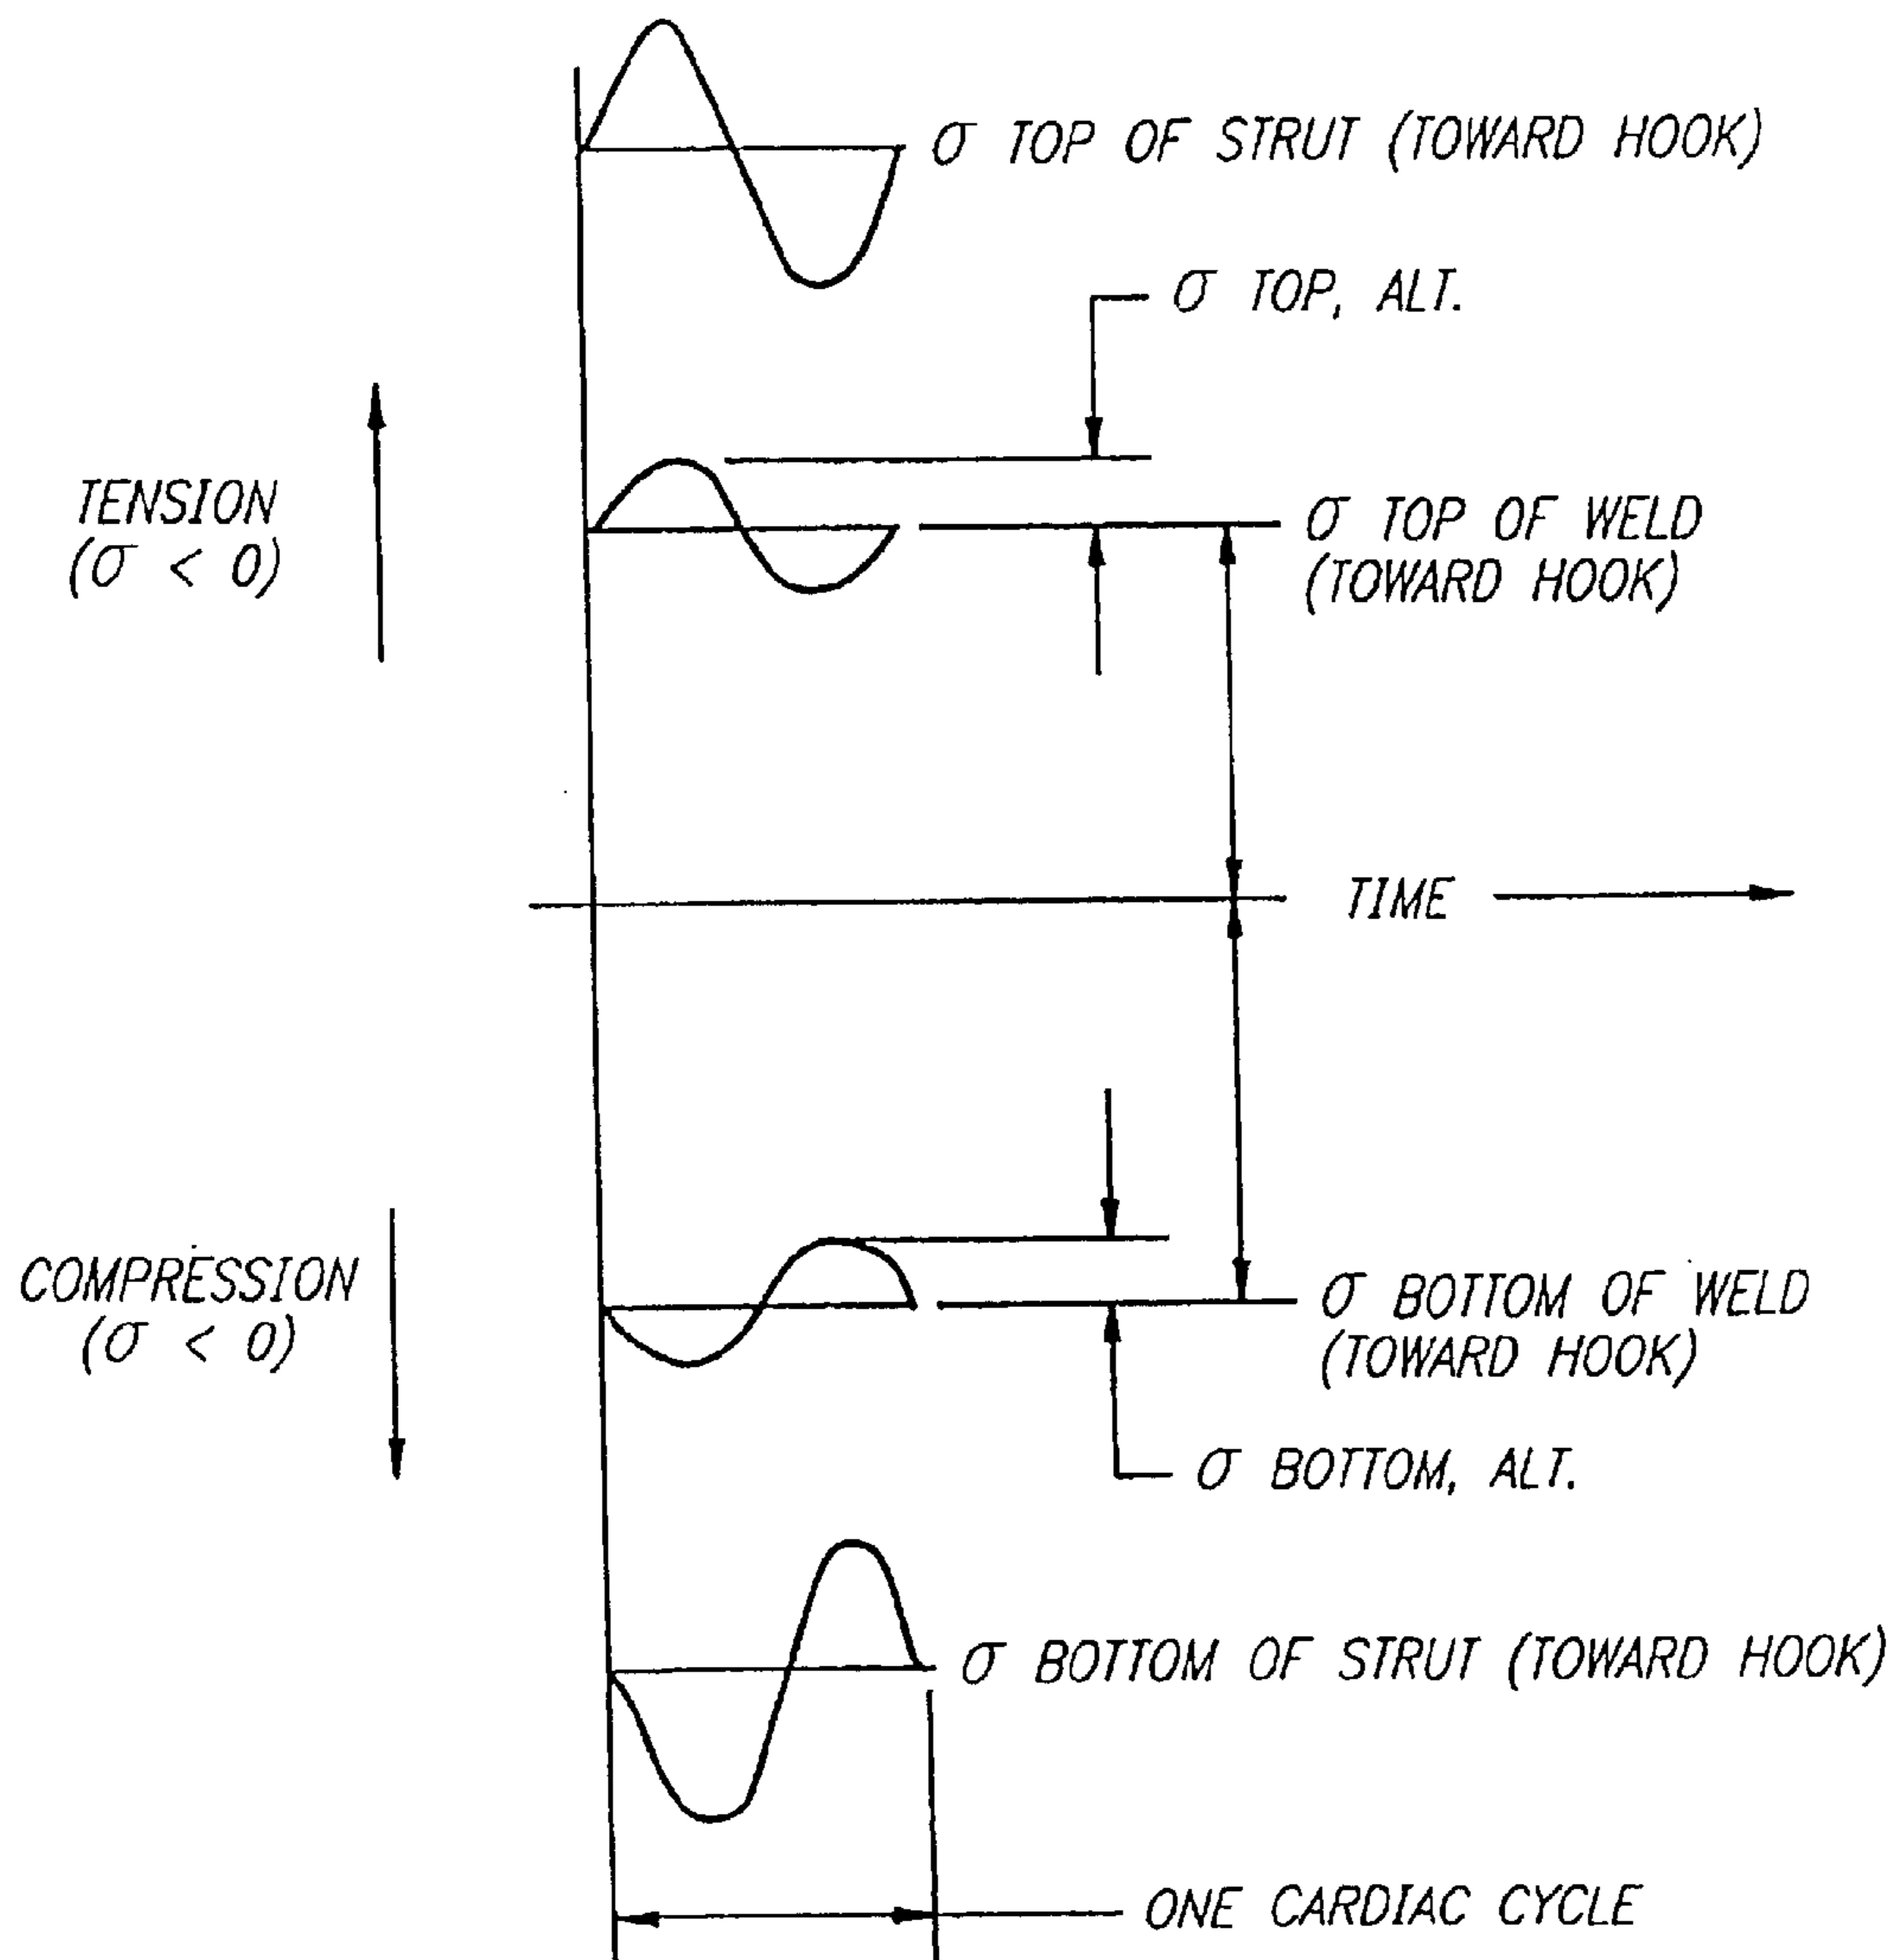 σ TOP OF STRUT (TOWARD HOOK)
σ TOP, ALT.
TENSION
(σ < 0)
σ TOP OF WELD
(TOWARD HOOK)
TIME
COMPRESSION
(σ < 0)
σ BOTTOM OF WELD
(TOWARD HOOK)
σ BOTTOM, ALT.
σ BOTTOM OF STRUT (TOWARD HOOK)
ONE CARDIAC CYCLE